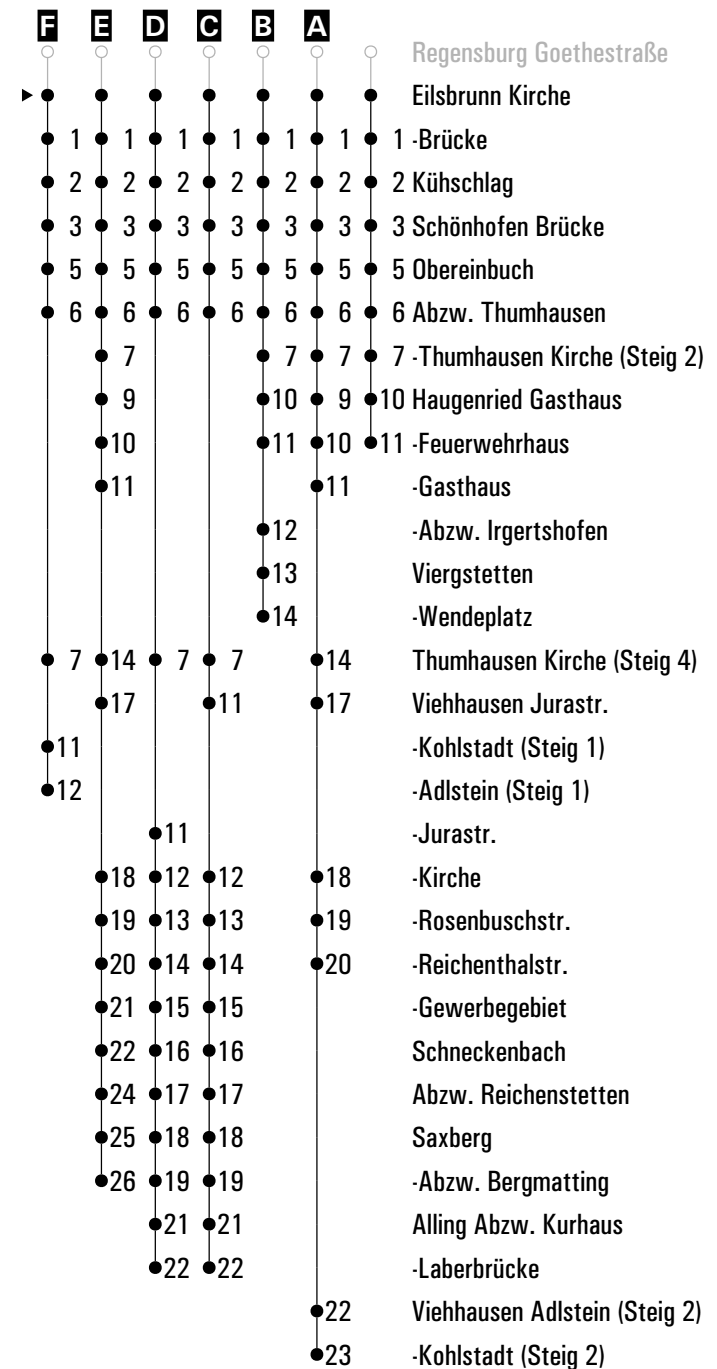 F E D C B A
Regensburg Goethestraße
Eilsbrunn Kirche
1 1 1 1 1 1 1 -Brücke
2 2 2 2 2 2 2 Kühschlag
3 3 3 3 3 3 3 Schönhofen Brücke
5 5 5 5 5 5 5 Obereinbuch
6 6 6 6 6 6 6 Abzw. Thumhausen
7 7 7 7 -Thumhausen Kirche (Steig 2)
9 10 9 10 Haugenried Gasthaus
10 11 10 11 -Feuerwehrhaus
11 11 -Gasthaus
12 -Abzw. Irgertshofen
13 Viergstetten
14 -Wendeplatz
7 14 7 7 14 Thumhausen Kirche (Steig 4)
17 11 17 Viehhausen Jurastr.
11 -Kohlstadt (Steig 1)
12 -Adlstein (Steig 1)
11 -Jurastr.
18 12 12 18 -Kirche
19 13 13 19 -Rosenbuschstr.
20 14 14 20 -Reichenthalstr.
21 15 15 -Gewerbegebiet
22 16 16 Schneckenbach
24 17 17 Abzw. Reichenstetten
25 18 18 Saxberg
26 19 19 -Abzw. Bergmatting
21 21 Alling Abzw. Kurhaus
22 22 -Laberbrücke
22 Viehhausen Adlstein (Steig 2)
23 -Kohlstadt (Steig 2)